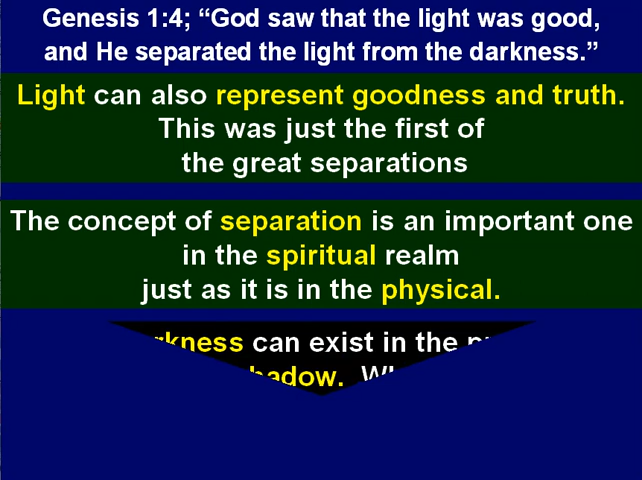 Genesis 1:4; “God saw that the light was good,
and He separated the light from the darkness.”
Light can also represent goodness and truth.
This was just the first of
the great separations
The concept of separation is an important one
in the spiritual realm
just as it is in the physical.
can exist in the